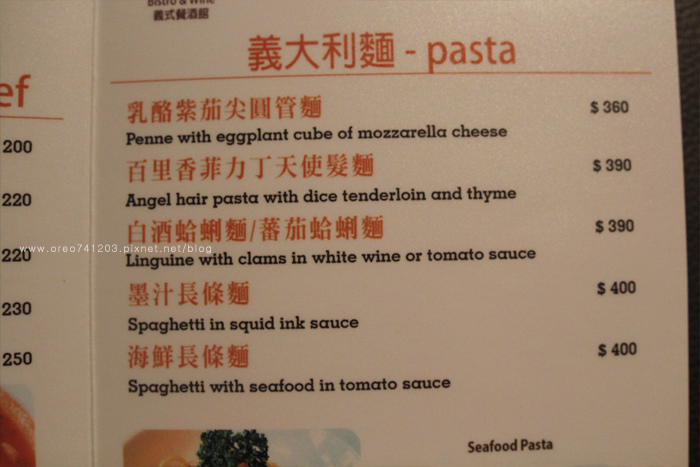 Bistro & Wine
義式餐酒館
義大利麵 - pasta
ef
200
220
220
230
250
乳酪紫茄尖圓管麵 $ 360
Penne with eggplant cube of mozzarella cheese
百里香菲力丁天使髮麵 $ 390
Angel hair pasta with dice tenderloin and thyme
白酒蛤蜊麵/蕃茄蛤蜊麵 $ 390
www.oreo741203.pixnet.net/blog
Linguine with clams in white wine or tomato sauce
墨汁長條麵 $ 400
Spaghetti in squid ink sauce
海鮮長條麵 $ 400
Spaghetti with seafood in tomato sauce
Seafood Pasta